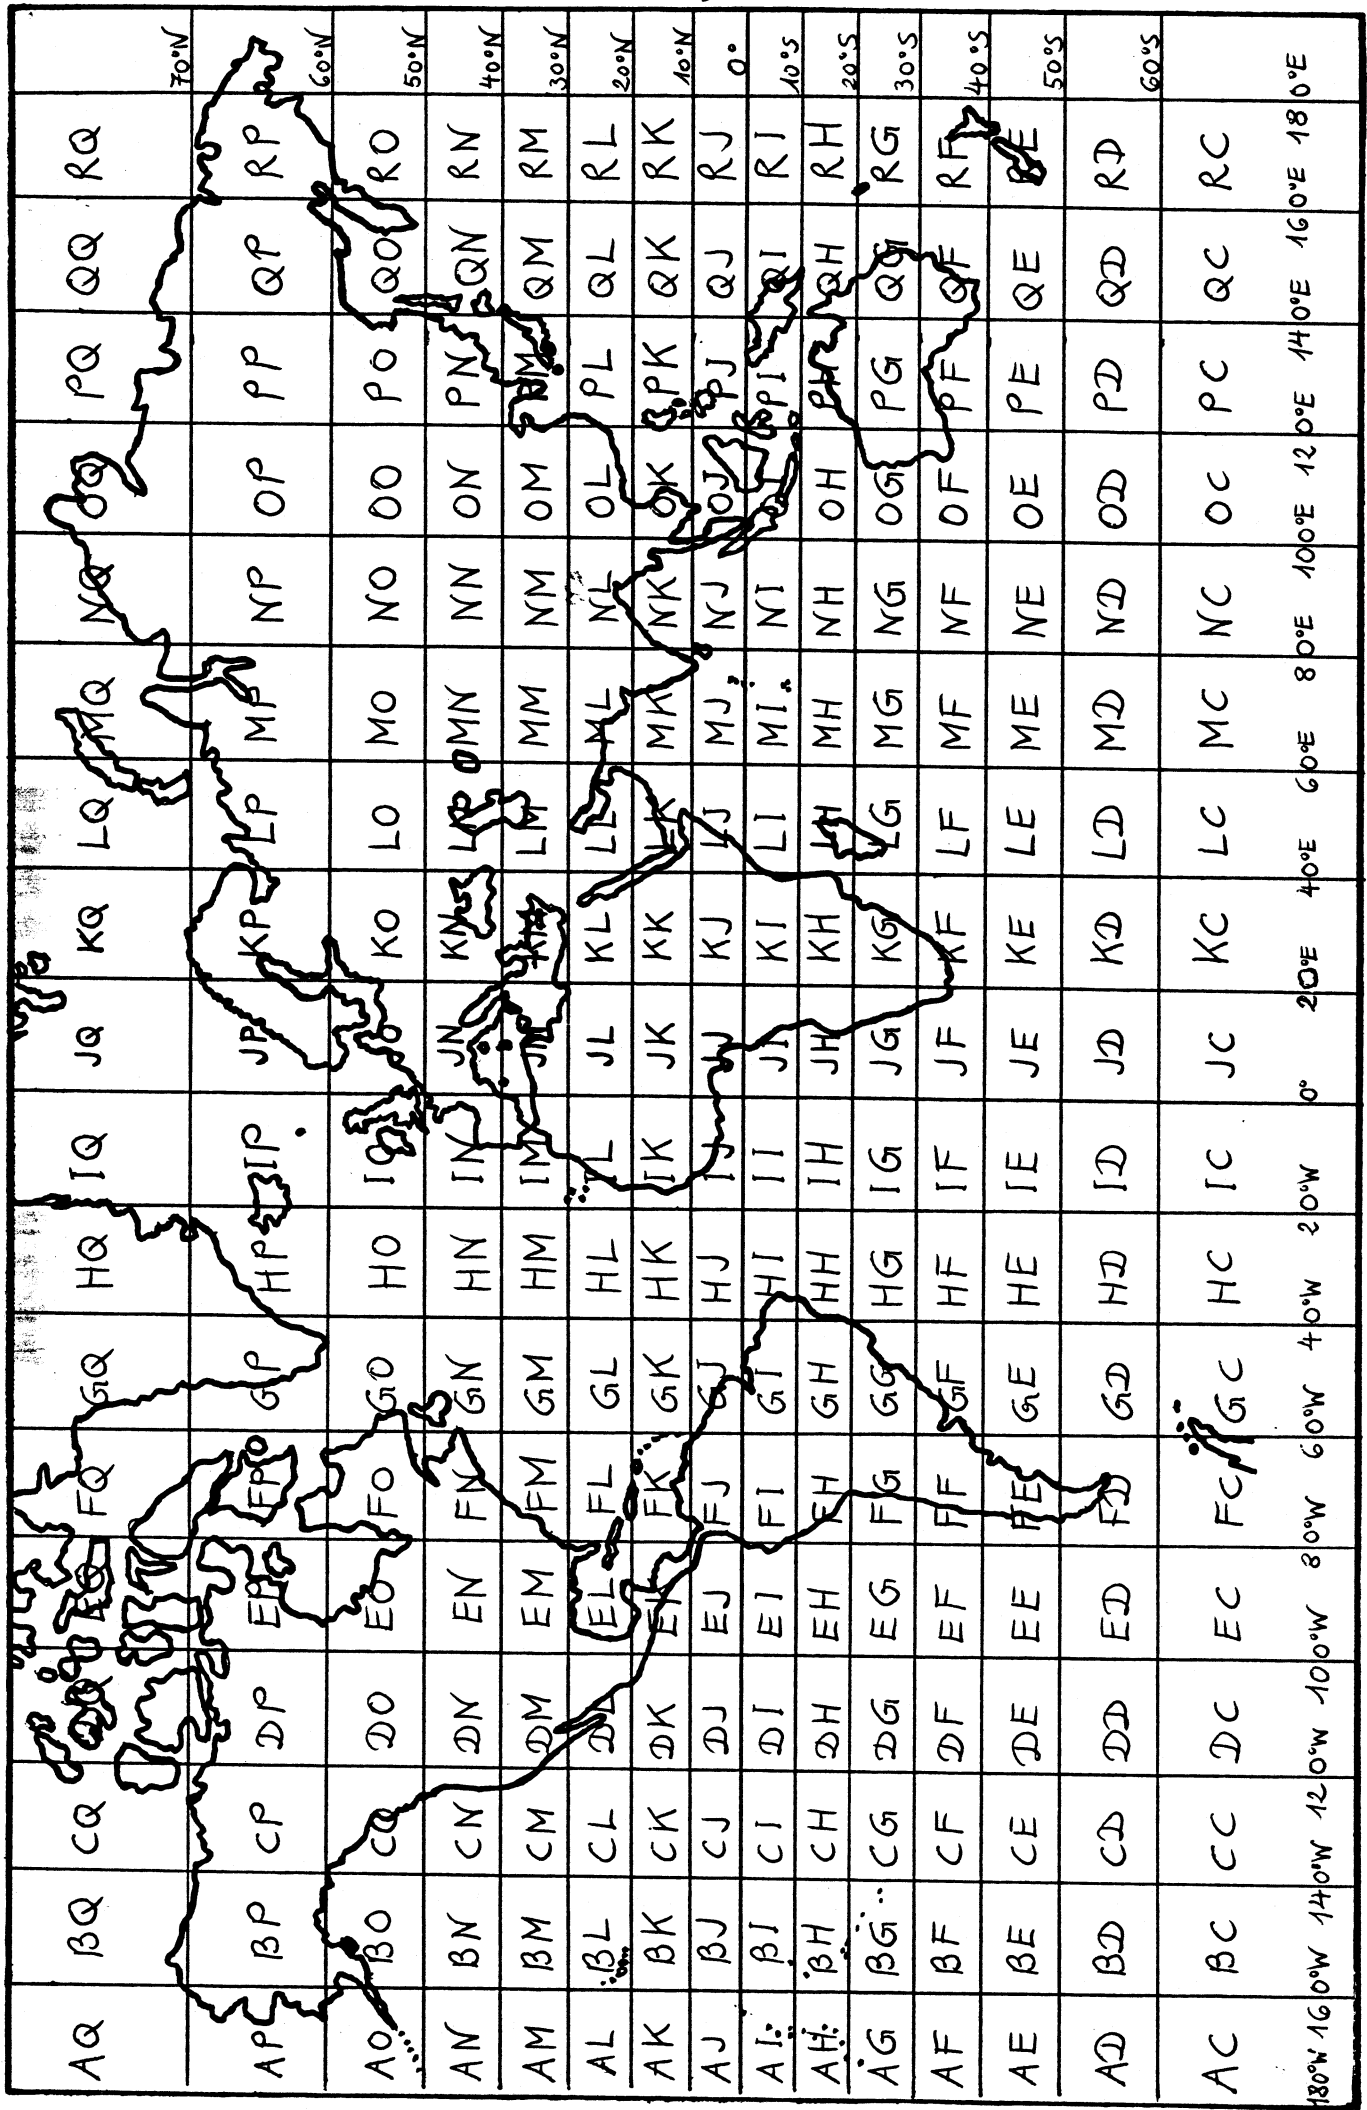 AQ BQ CQ DQ EQ FQ GQ HQ IQ JQ KQ LQ MQ NQ OQ PQ QQ RQ 70°N
AP BP CP DP EP FP GP HP IP JP KP LP MP NP OP PP QP RP 60°N
AO BO CO DO EO FO GO HO IO JO KO LO MO NO OO PO QO RO 50°N
AN BN CN DN EN FN GN HN IN JN KN LN MN NN ON PN QN RN 40°N
AM BM CM DM EM FM GM HM IM JM KM LM MM NM OM PM QM RM 30°N
AL BL CL DL EL FL GL HL IL JL KL LL ML NL OL PL QL RL 20°N
AK BK CK DK EK FK GK HK IK JK KK LK MK NK OK PK QK RK 10°N
AJ BJ CJ DJ EJ FJ GJ HJ IJ JJ KJ LJ MJ NJ OJ PJ QJ RJ 0°
AI BI CI DI EI FI GI HI II JI KI LI MI NI PI QI RI 10°S
AH BH CH DH EH FH GH HH IH JH KH LH MH NH OH PH QH RH 20°S
AG BG CG DG EG FG GG HG IG JG KG LG MG NG OG PG QG RG 30°S
AF BF CF DF EF FF GF HF IF JF KF LF MF NF OF PF QF RF 40°S
AE BE CE DE EE FE GE HE IE JE KE LE ME NE OE PE QE RE 50°S
AD BD CD DD ED FD GD HD ID JD KD LD MD ND OD PD QD RD 60°S
AC BC CC DC EC FC GC HC IC JC KC LC MC NC OC PC QC RC
180°W 160°W 140°W 120°W 100°W 80°W 60°W 40°W 20°W 0° 20°E 40°E 60°E 80°E 100°E 120°E 140°E 160°E 180°E